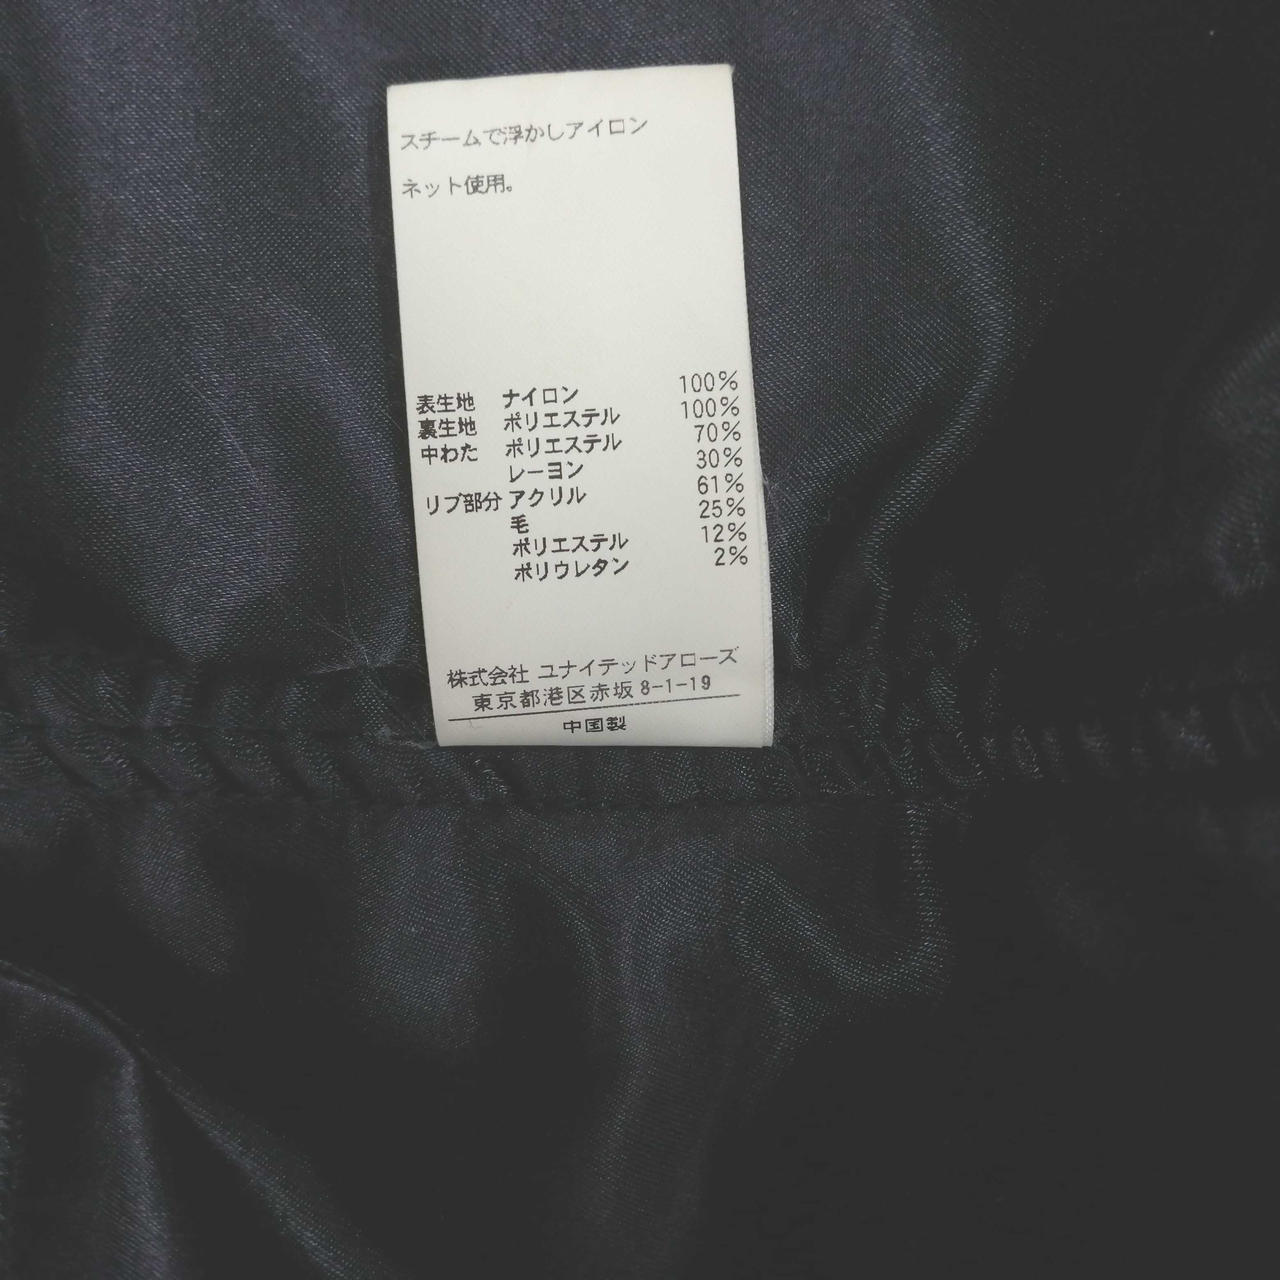 スチームで浮かしアイロン
ネット使用。
表生地 ナイロン 100%
裏生地 ポリエステル 100%
中わた ポリエステル 70%
レーヨン 30%
リブ部分 アクリル 61%
毛 25%
ポリエステル 12%
ポリウレタン 2%
株式会社 ユナイテッドアローズ
東京都港区赤坂 8-1-19
中国製